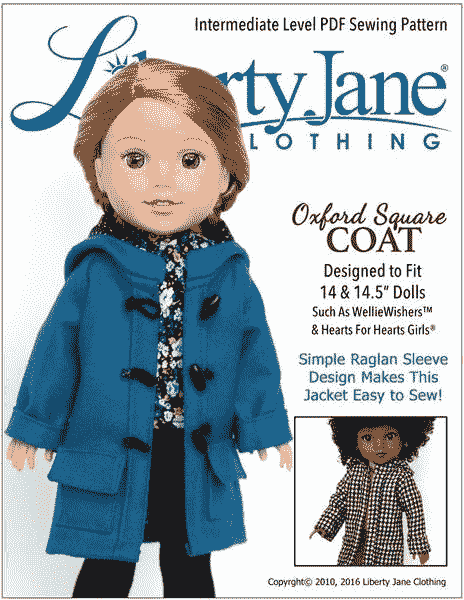 Intermediate Level PDF Sewing Pattern
Liberty Jane®
CLOTHING
Oxford Square
COAT
Designed to Fit
14 & 14.5" Dolls
Such As WellieWishers™
& Hearts For Hearts Girls®
Simple Raglan Sleeve
Design Makes This
Jacket Easy to Sew!
Copyright© 2010, 2016 Liberty Jane Clothing